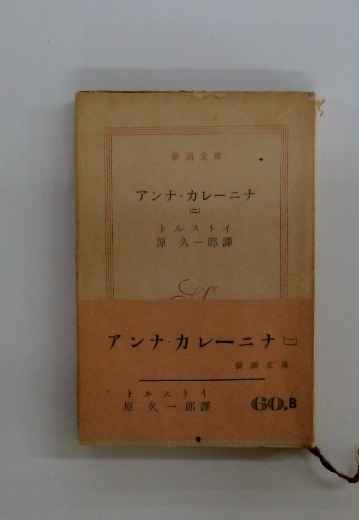 新潮文庫
アンナ・カレーニナ
(二)
トルストイ
原久一郎譯
アンナ・カレーニナ(二)
新潮文庫
トルストイ
原久一郎譯
60.B